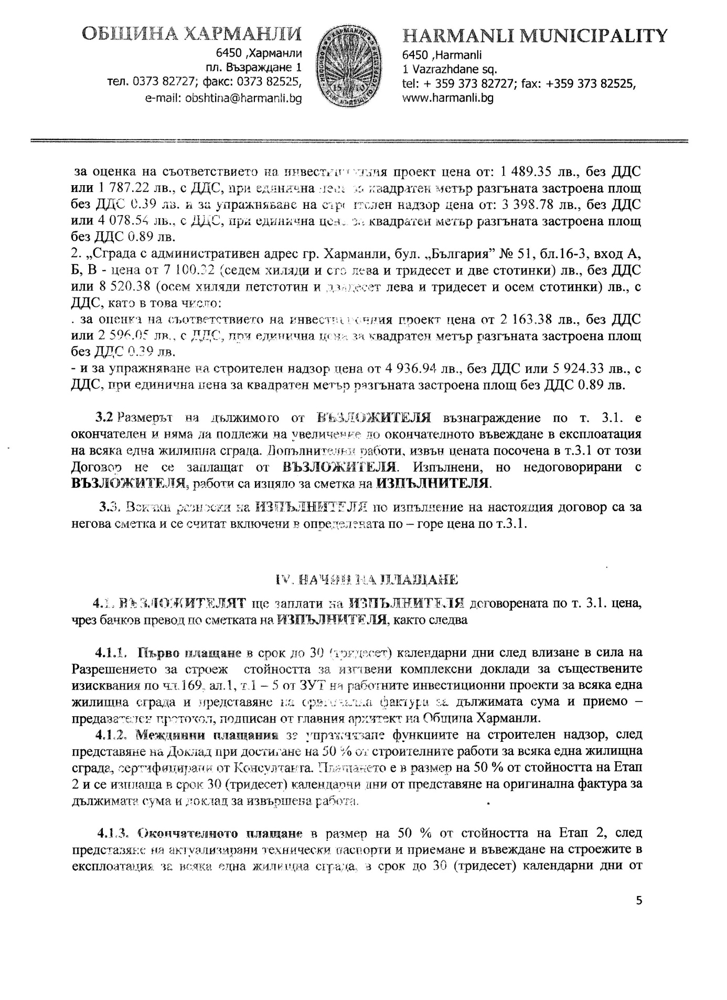 ОБЩИНА ХАРМАНЛИ
6450 ,Харманли
пл. Възраждане 1
тел. 0373 82727; факс: 0373 82525,
e-mail: obshtina@harmanli.bg
HARMANLI MUNICIPALITY
6450 ,Harmanli
1 Vazrazhdane sq.
tel: + 359 373 82727; fax: +359 373 82525,
www.harmanli.bg
за оценка на съответствието на инвестиционния проект цена от: 1 489.35 лв., без ДДС
или 1 787.22 лв., с ДДС, при единична цена за квадратен метър разгъната застроена площ
без ДДС 0.39 лв. и за упражняване на строителен надзор цена от: 3 398.78 лв., без ДДС
или 4 078.54 лв., с ДДС, при единична цена за квадратен метър разгъната застроена площ
без ДДС 0.89 лв.
2. „Сграда с административен адрес гр. Харманли, бул. „България” № 51, бл.16-3, вход А,
Б, В - цена от 7 100.32 (седем хиляди и сто лева и тридесет и две стотинки) лв., без ДДС
или 8 520.38 (осем хиляди петстотин и двадесет лева и тридесет и осем стотинки) лв., с
ДДС, като в това число:
. за оценка на съответствието на инвестиционния проект цена от 2 163.38 лв., без ДДС
или 2 596.05 лв., с ДДС, при единична цена за квадратен метър разгъната застроена площ
без ДДС 0.39 лв.
- и за упражняване на строителен надзор цена от 4 936.94 лв., без ДДС или 5 924.33 лв., с
ДДС, при единична цена за квадратен метър разгъната застроена площ без ДДС 0.89 лв.
3.2 Размерът на дължимого от ВЪЗЛОЖИТЕЛЯ възнаграждение по т. 3.1. е
окончателен и няма да подлежи на увеличение до окончателното въвеждане в експлоатация
на всяка една жилищна сграда. Допълнителни работи, извън цената посочена в т.3.1 от този
Договор не се заплащат от ВЪЗЛОЖИТЕЛЯ. Изпълнени, но недоговорирани с
ВЪЗЛОЖИТЕЛЯ, работи са изцяло за сметка на ИЗПЪЛНИТЕЛЯ.
3.3. Всички разноски на ИЗПЪЛНИТЕЛЯ по изпълнение на настоящия договор са за
негова сметка и се считат включени в определената по – горе цена по т.3.1.
IV. НАЧИН НА ПЛАЩАНЕ
4.1. ВЪЗЛОЖИТЕЛЯТ ще заплати на ИЗПЪЛНИТЕЛЯ договорената по т. 3.1. цена,
чрез банков превод по сметката на ИЗПЪЛНИТЕЛЯ, както следва
4.1.1. Първо плащане в срок до 30 (тридесет) календарни дни след влизане в сила на
Разрешението за строеж стойността за изготвени комплексни доклади за съществените
изисквания по чл.169, ал.1, т.1 – 5 от ЗУТ на работните инвестиционни проекти за всяка една
жилищна сграда и представяне на оригинална фактура за дължимата сума и приемо –
предавателен протокол, подписан от главния архитект на Община Харманли.
4.1.2. Междинни плащания за упражняване функциите на строителен надзор, след
представяне на Доклад при достигане на 50 % от строителните работи за всяка една жилищна
сграда, сертифицирани от Консултанта. Плащането е в размер на 50 % от стойността на Етап
2 и се изплаща в срок 30 (тридесет) календарни дни от представяне на оригинална фактура за
дължимата сума и доклад за извършена работа.
4.1.3. Окончателното плащане в размер на 50 % от стойността на Етап 2, след
представяне на актуализирани технически паспорти и приемане и въвеждане на строежите в
експлоатация за всяка една жилищна сграда, в срок до 30 (тридесет) календарни дни от
5